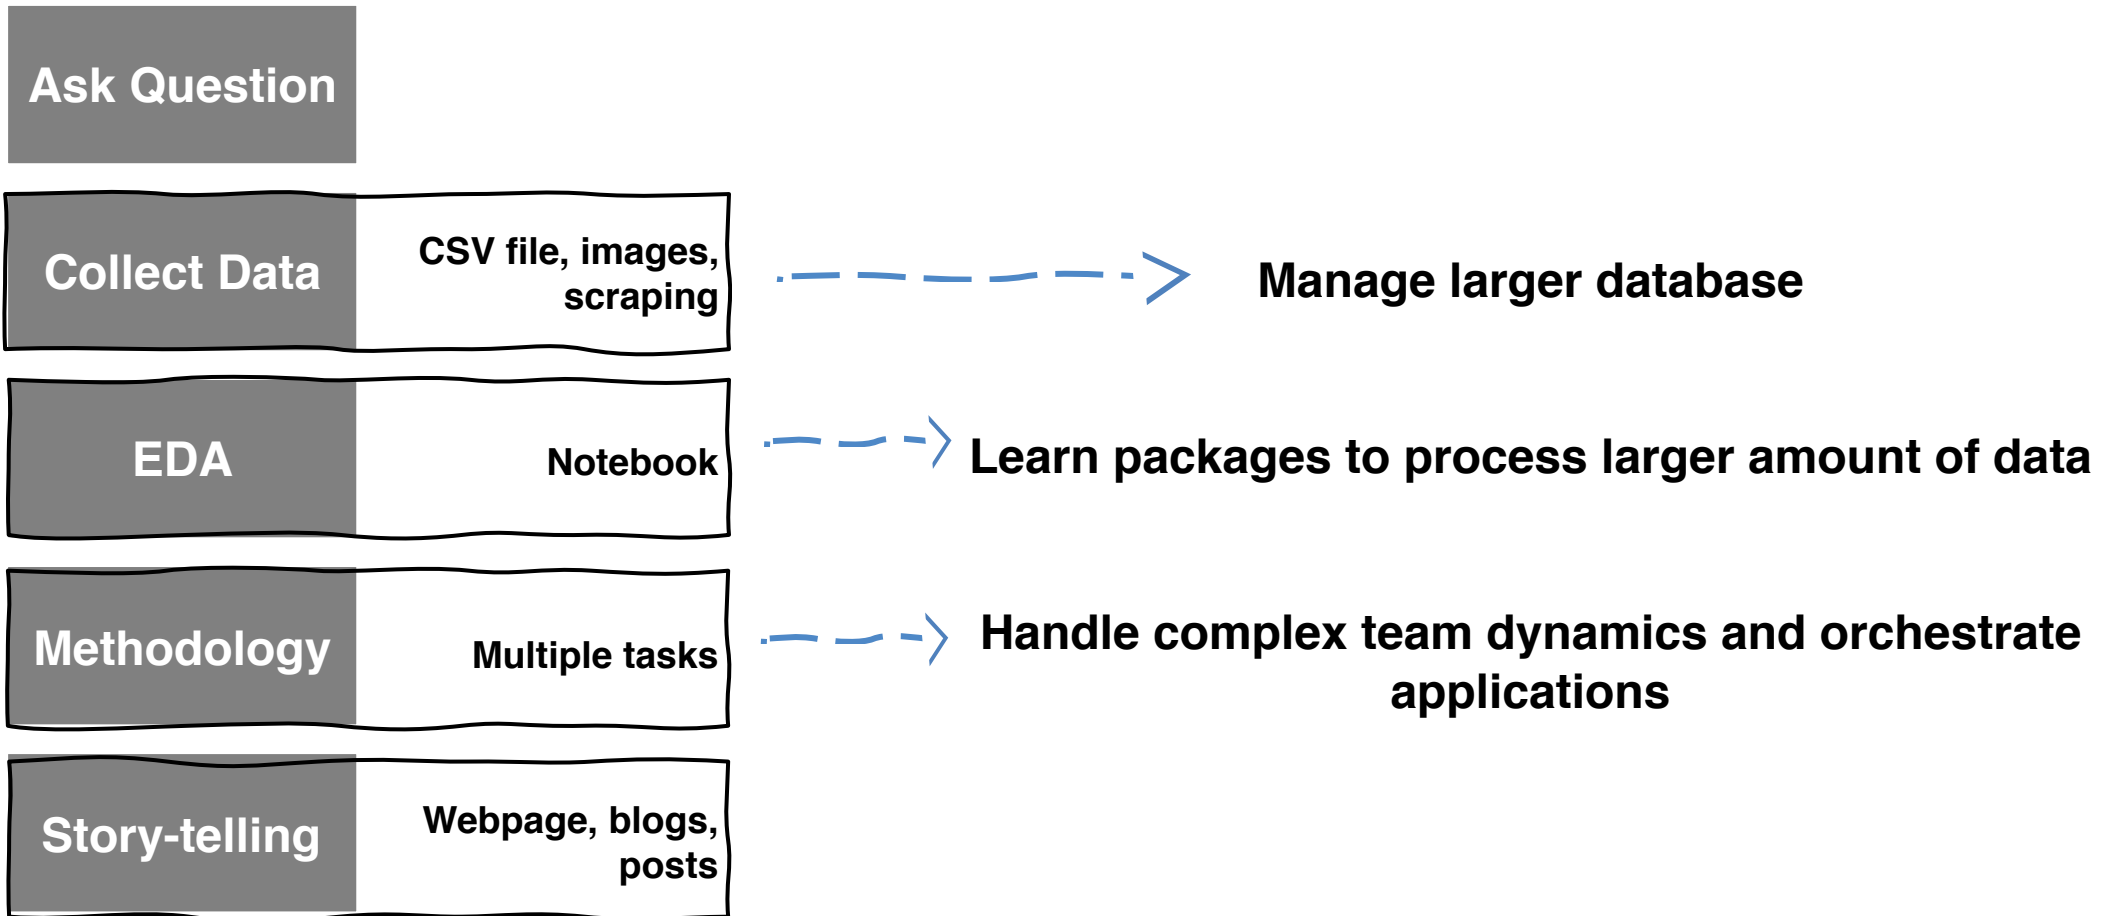 Ask Question
Collect Data
CSV file, images,
scraping
Manage larger database
EDA
Notebook
Learn packages to process larger amount of data
Methodology
Multiple tasks
Handle complex team dynamics and orchestrate
applications
Story-telling
Webpage, blogs,
posts